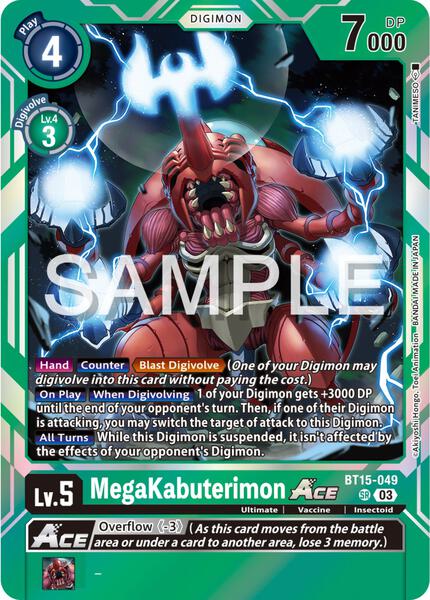 Play
4
DIGIMON
7000
DP
Digivolve
Lv.4
3
TANIMESO
SAMPLE
Hand Counter Blast Digivolve (One of your Digimon may
digivolve into this card without paying the cost.)
On Play When Digivolving 1 of your Digimon gets +3000 DP
until the end of your opponent's turn. Then, if one of their Digimon
is attacking, you may switch the target of attack to this Digimon.
All Turns While this Digimon is suspended, it isn't affected by
the effects of your opponent's Digimon.
©Akiyoshi Hongo, Toei Animation BANDAI MADE IN JAPAN
Lv.5
MegaKabuterimon ACE
BT15-049
SR 03
Ultimate | Vaccine | Insectoid
ACE Overflow 《-3》 (As this card moves from the battle
area or under a card to another area, lose 3 memory.)
–